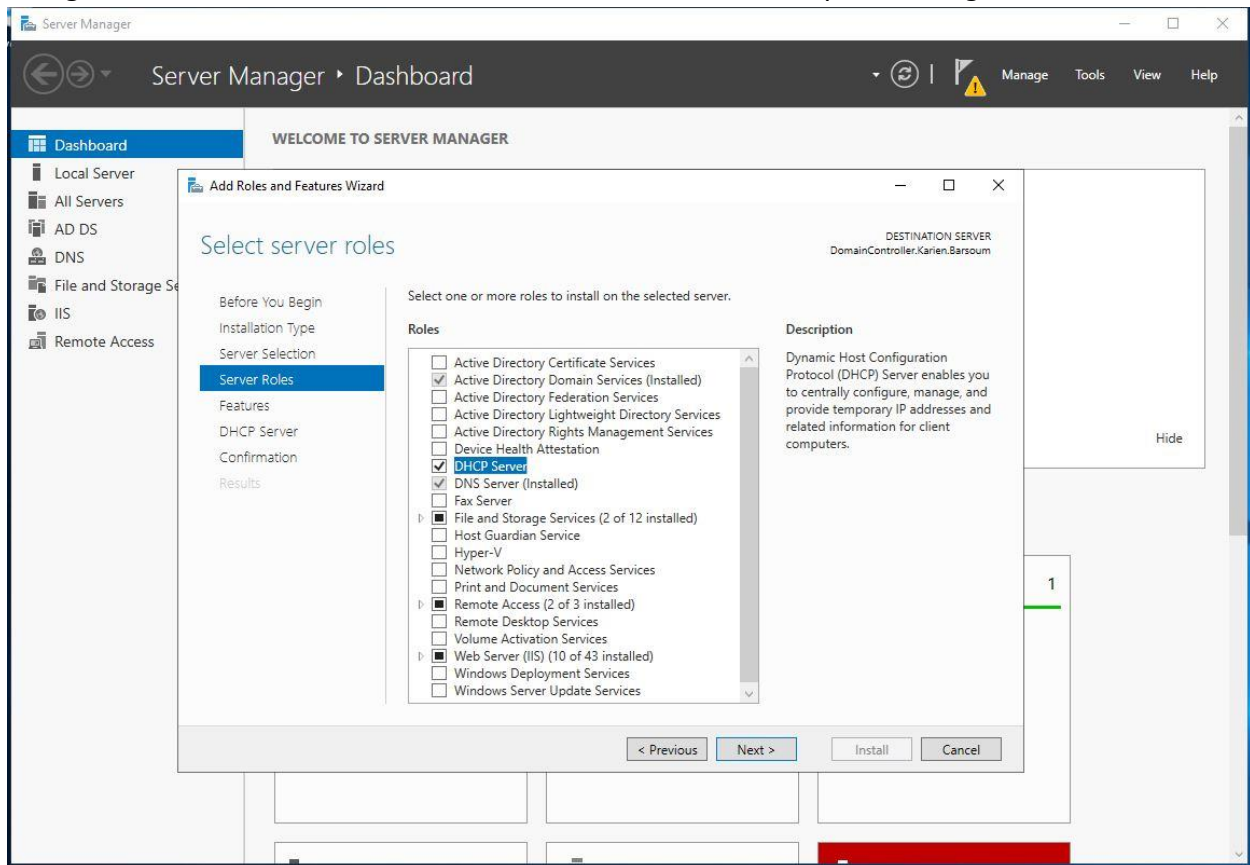 Server Manager
Server Manager • Dashboard
Manage Tools View Help
Dashboard
Local Server
All Servers
AD DS
DNS
File and Storage Se
IIS
Remote Access
WELCOME TO SERVER MANAGER
Hide
1
Add Roles and Features Wizard
Select server roles
DESTINATION SERVER
DomainController.Karien.Barsoum
Before You Begin
Installation Type
Server Selection
Server Roles
Features
DHCP Server
Confirmation
Results
Select one or more roles to install on the selected server.
Roles
Active Directory Certificate Services
Active Directory Domain Services (Installed)
Active Directory Federation Services
Active Directory Lightweight Directory Services
Active Directory Rights Management Services
Device Health Attestation
DHCP Server
DNS Server (Installed)
Fax Server
File and Storage Services (2 of 12 installed)
Host Guardian Service
Hyper-V
Network Policy and Access Services
Print and Document Services
Remote Access (2 of 3 installed)
Remote Desktop Services
Volume Activation Services
Web Server (IIS) (10 of 43 installed)
Windows Deployment Services
Windows Server Update Services
Description
Dynamic Host Configuration
Protocol (DHCP) Server enables you
to centrally configure, manage, and
provide temporary IP addresses and
related information for client
computers.
< Previous
Next >
Install
Cancel